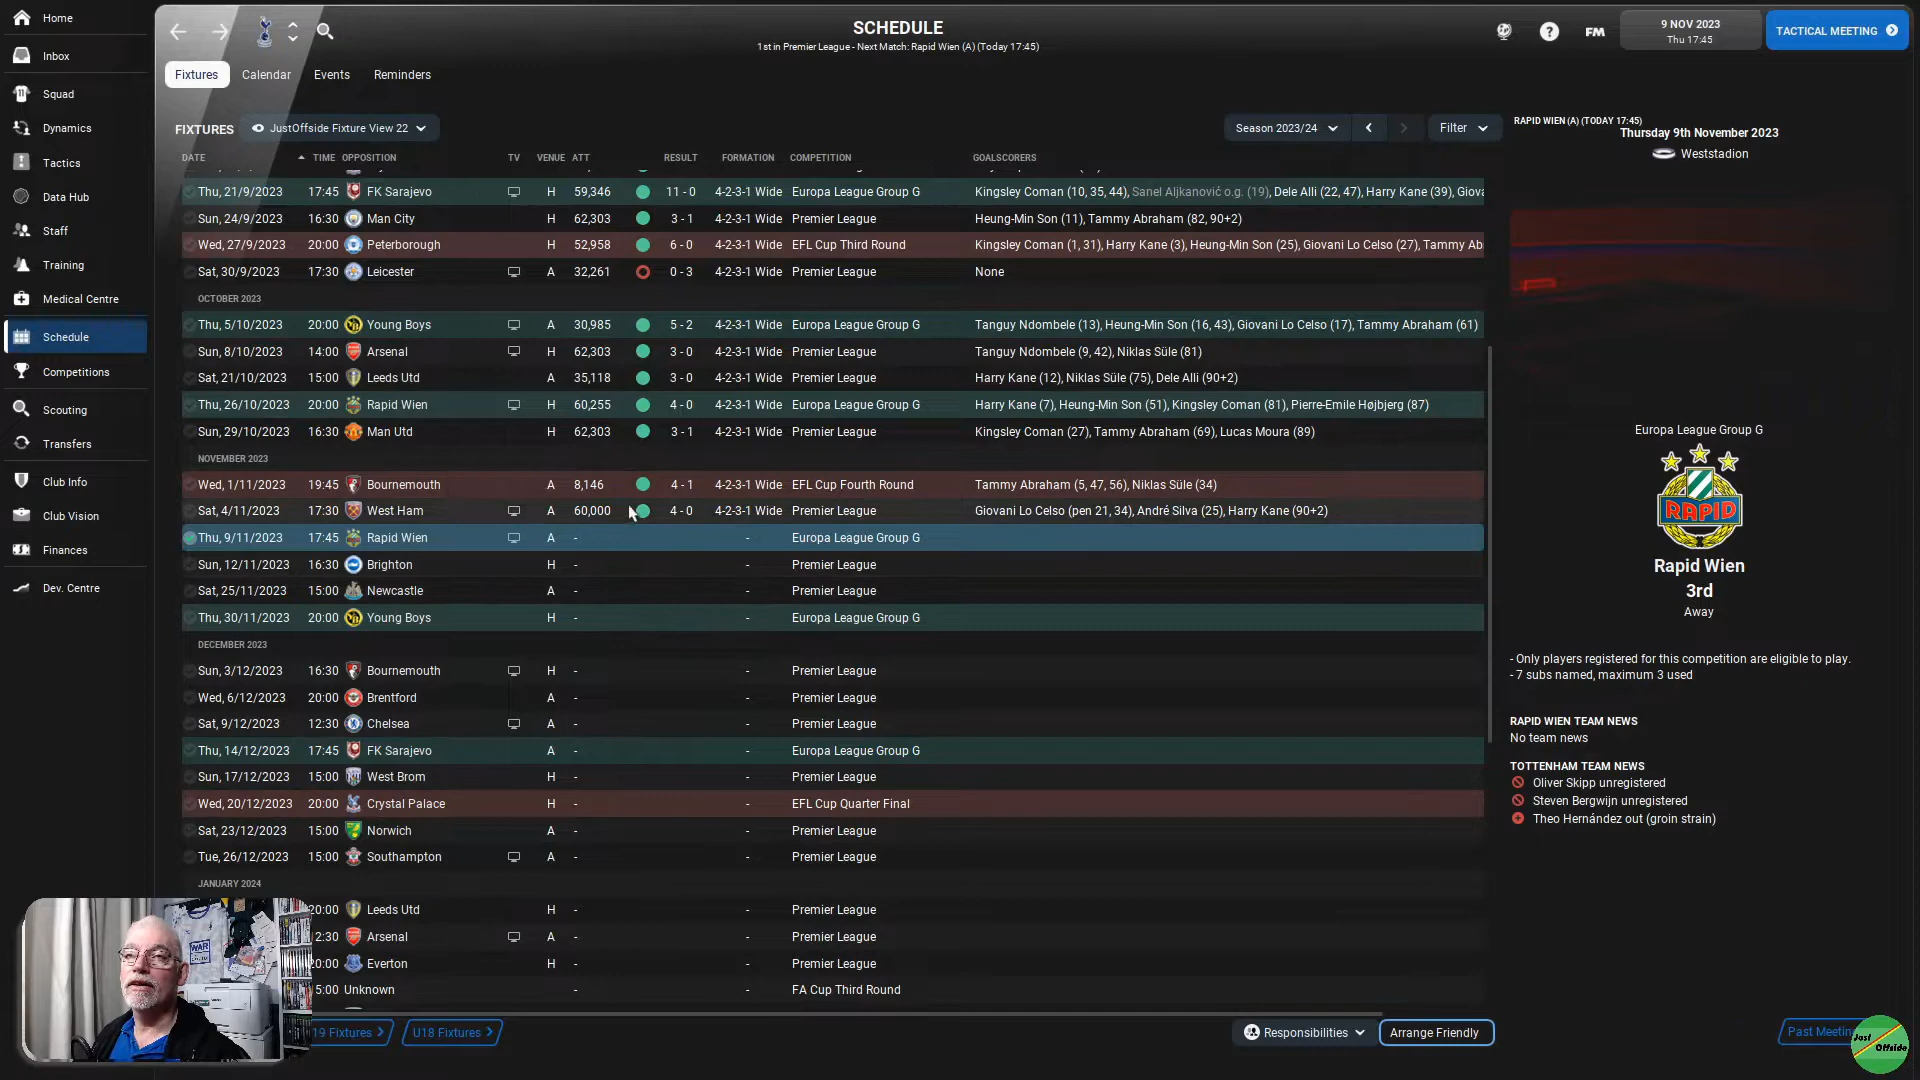 Home
Inbox
Squad
Dynamics
Tactics
Data Hub
Staff
Training
Medical Centre
Schedule
Competitions
Scouting
Transfers
Club Info
Club Vision
Finances
Dev. Centre
SCHEDULE
1st in Premier League - Next Match: Rapid Wien (A) (Today 17:45)
FM
9 NOV 2023
Thu 17:45
TACTICAL MEETING
Fixtures Calendar Events Reminders
FIXTURES JustOffside Fixture View 22 Season 2023/24 Filter
DATE TIME OPPOSITION TV VENUE ATT RESULT FORMATION COMPETITION GOALSCORERS
Thu, 21/9/2023 17:45 FK Sarajevo H 59,346 11 - 0 4-2-3-1 Wide Europa League Group G Kingsley Coman (10, 35, 44), Sanel Aljkanović o.g. (19), Dele Alli (22, 47), Harry Kane (39), Giova
Sun, 24/9/2023 16:30 Man City H 62,303 3 - 1 4-2-3-1 Wide Premier League Heung-Min Son (11), Tammy Abraham (82, 90+2)
Wed, 27/9/2023 20:00 Peterborough H 52,958 6 - 0 4-2-3-1 Wide EFL Cup Third Round Kingsley Coman (1, 31), Harry Kane (3), Heung-Min Son (25), Giovani Lo Celso (27), Tammy Ab
Sat, 30/9/2023 17:30 Leicester A 32,261 0 - 3 4-2-3-1 Wide Premier League None
OCTOBER 2023
Thu, 5/10/2023 20:00 Young Boys A 30,985 5 - 2 4-2-3-1 Wide Europa League Group G Tanguy Ndombele (13), Heung-Min Son (16, 43), Giovani Lo Celso (17), Tammy Abraham (61)
Sun, 8/10/2023 14:00 Arsenal H 62,303 3 - 0 4-2-3-1 Wide Premier League Tanguy Ndombele (9, 42), Niklas Süle (81)
Sat, 21/10/2023 15:00 Leeds Utd A 35,118 3 - 0 4-2-3-1 Wide Premier League Harry Kane (12), Niklas Süle (75), Dele Alli (90+2)
Thu, 26/10/2023 20:00 Rapid Wien H 60,255 4 - 0 4-2-3-1 Wide Europa League Group G Harry Kane (7), Heung-Min Son (51), Kingsley Coman (81), Pierre-Emile Højbjerg (87)
Sun, 29/10/2023 16:30 Man Utd H 62,303 3 - 1 4-2-3-1 Wide Premier League Kingsley Coman (27), Tammy Abraham (69), Lucas Moura (89)
NOVEMBER 2023
Wed, 1/11/2023 19:45 Bournemouth A 8,146 4 - 1 4-2-3-1 Wide EFL Cup Fourth Round Tammy Abraham (5, 47, 56), Niklas Süle (34)
Sat, 4/11/2023 17:30 West Ham A 60,000 4 - 0 4-2-3-1 Wide Premier League Giovani Lo Celso (pen 21, 34), André Silva (25), Harry Kane (90+2)
Thu, 9/11/2023 17:45 Rapid Wien A - - Europa League Group G
Sun, 12/11/2023 16:30 Brighton H - - Premier League
Sat, 25/11/2023 15:00 Newcastle A - - Premier League
Thu, 30/11/2023 20:00 Young Boys H - - Europa League Group G
DECEMBER 2023
Sun, 3/12/2023 16:30 Bournemouth H - - Premier League
Wed, 6/12/2023 20:00 Brentford A - - Premier League
Sat, 9/12/2023 12:30 Chelsea A - - Premier League
Thu, 14/12/2023 17:45 FK Sarajevo A - - Europa League Group G
Sun, 17/12/2023 15:00 West Brom H - - Premier League
Wed, 20/12/2023 20:00 Crystal Palace H - - EFL Cup Quarter Final
Sat, 23/12/2023 15:00 Norwich A - - Premier League
Tue, 26/12/2023 15:00 Southampton A - - Premier League
JANUARY 2024
20:00 Leeds Utd H - - Premier League
2:30 Arsenal A - - Premier League
20:00 Everton H - - Premier League
5:00 Unknown - - FA Cup Third Round
19 Fixtures U18 Fixtures Responsibilities Arrange Friendly
RAPID WIEN (A) (TODAY 17:45)
Thursday 9th November 2023
Weststadion
Europa League Group G
RAPID
Rapid Wien
3rd
Away
- Only players registered for this competition are eligible to play.
- 7 subs named, maximum 3 used
RAPID WIEN TEAM NEWS
No team news
TOTTENHAM TEAM NEWS
Oliver Skipp unregistered
Steven Bergwijn unregistered
Theo Hernández out (groin strain)
Past Meetin
Just
Offside
WAR